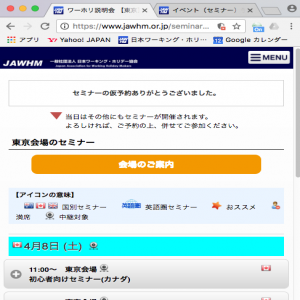 ワーホリ説明会 【東
イベント（セミナー）
https://www.jawhm.or.jp/seminar...
アプリ Yahoo! JAPAN 日本ワーキング・ホリデー協 Google カレンダー
JAWHM 一般社団法人 日本ワーキング・ホリデー協会
Japan Association for Working Holiday Makers
MENU
セミナーの仮予約ありがとうございました。
当日はその他にもセミナーが開催されます。
よろしければ、ご予約の上、併せてご参加ください。
東京会場のセミナー
会場のご案内
【アイコンの意味】
国別セミナー 英語圏 英語圏セミナー おススメ
満席 中継対象
4月8日 (土)
11:00～ 東京会場
初心者向けセミナー(カナダ)